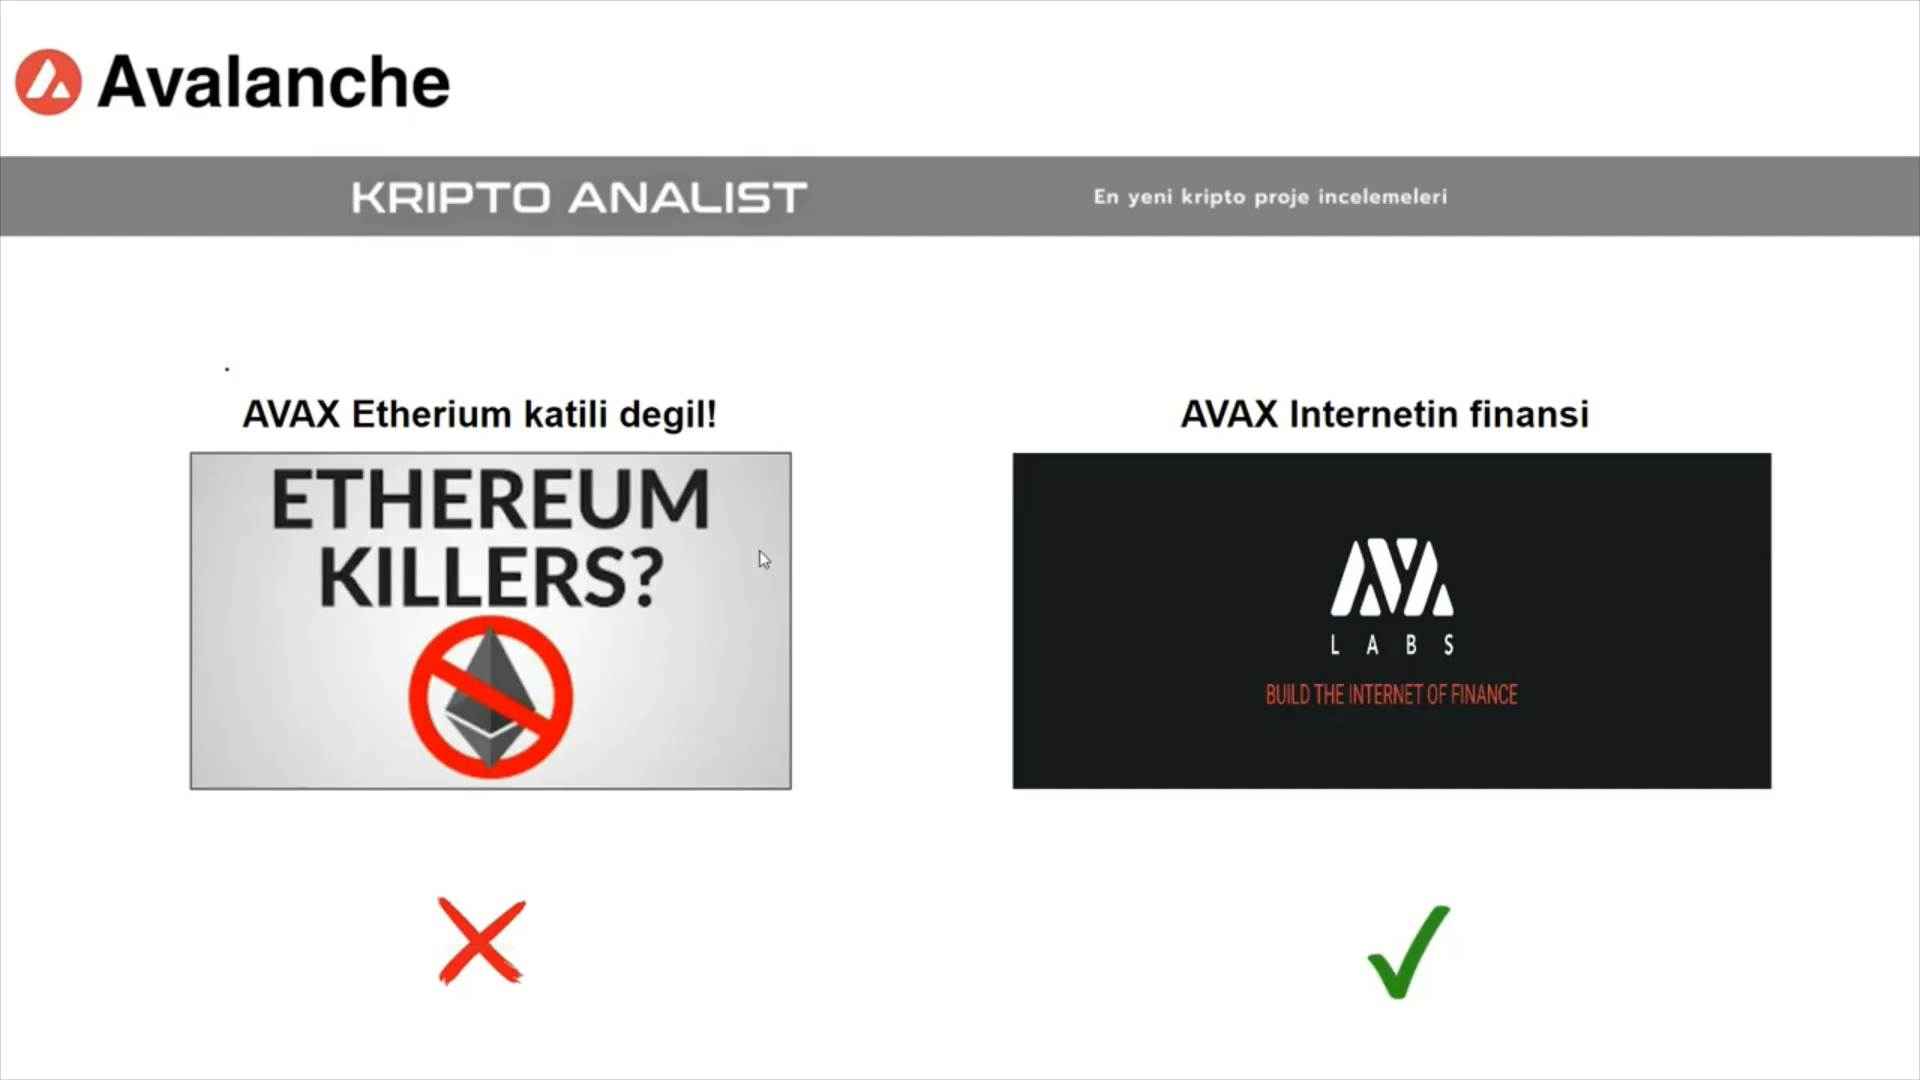 Avalanche
KRIPTO ANALIST
En yeni kripto proje incelemeleri
AVAX Etherium katili degil!
ETHEREUM
KILLERS?
AVAX Internetin finansi
AVA
LABS
BUILD THE INTERNET OF FINANCE